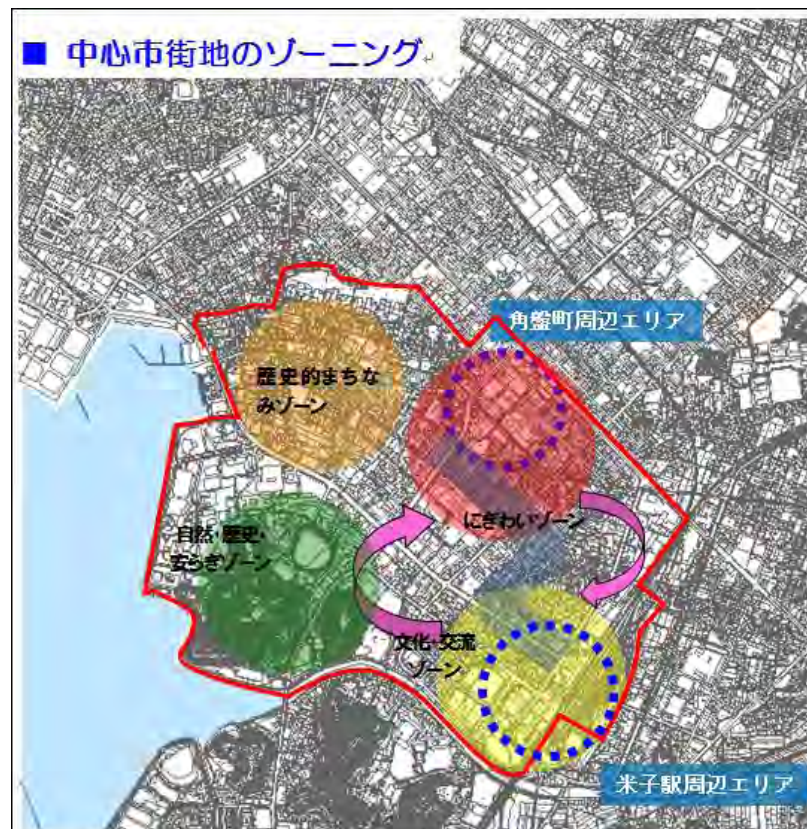 ■ 中心市街地のゾーニング
角盤町周辺エリア
歴史的まちな
みゾーン
にぎわいゾーン
自然・歴史・
安らぎゾーン
文化・交流
ゾーン
米子駅周辺エリア